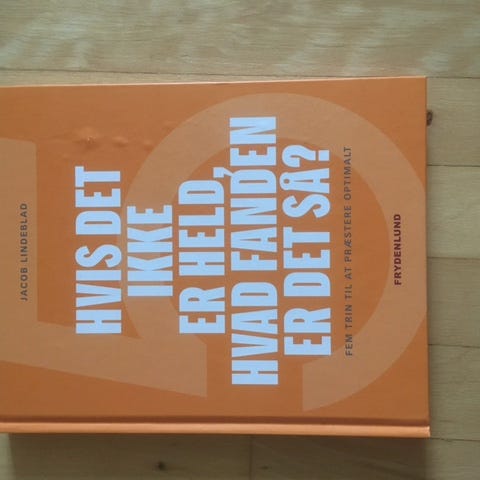 JACOB LINDEBLAD
HVIS DET
IKKE
ER HELD,
HVAD FANDEN
ER DET SÅ?
FEM TRIN TIL AT PRÆSTERE OPTIMALT
FRYDENLUND